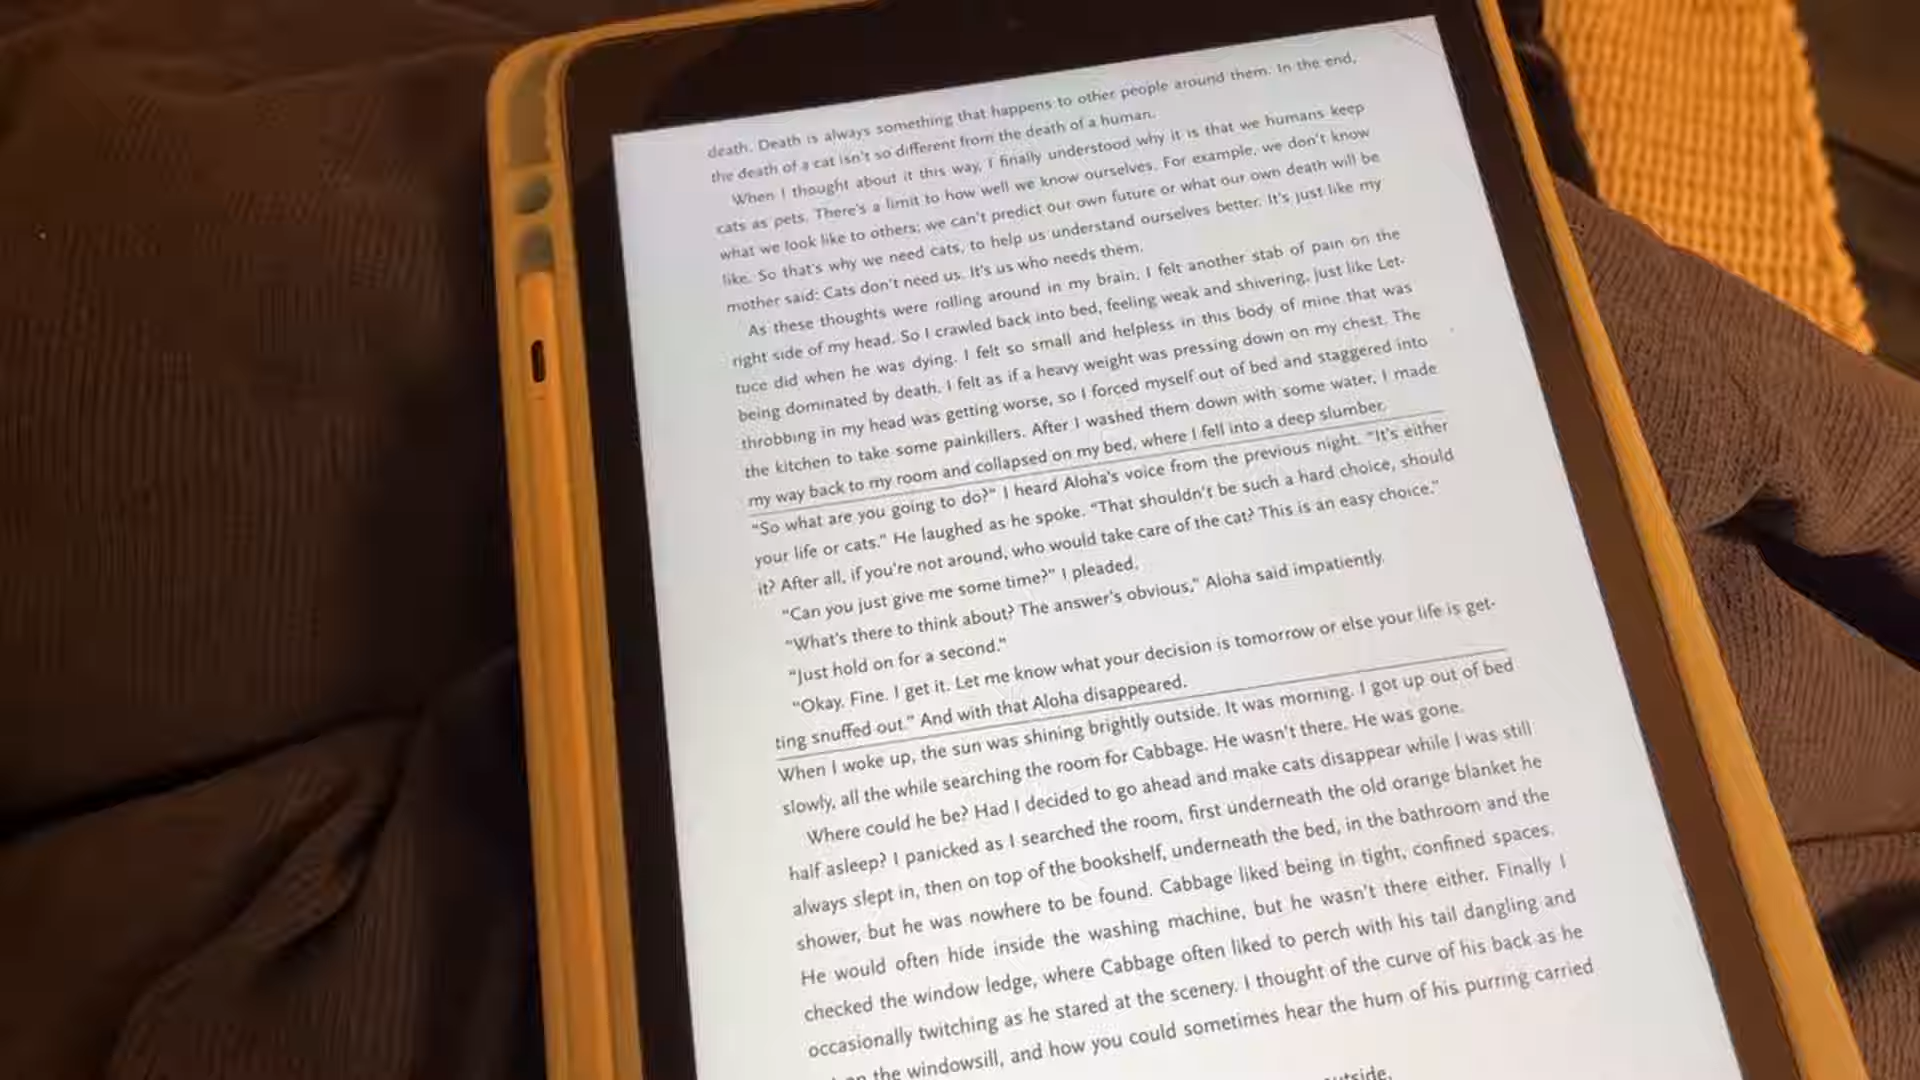 death. Death is always something that happens to other people around them. In the end,
the death of a cat isn't so different from the death of a human.
When I thought about it this way, I finally understood why it is that we humans keep
cats as pets. There's a limit to how well we know ourselves. For example, we don't know
what we look like to others; we can't predict our own future or what our own death will be
like. So that's why we need cats, to help us understand ourselves better. It's just like my
mother said: Cats don't need us. It's us who needs them.
As these thoughts were rolling around in my brain, I felt another stab of pain on the
right side of my head. So I crawled back into bed, feeling weak and shivering, just like Let-
tuce did when he was dying. I felt so small and helpless in this body of mine that was
being dominated by death. I felt as if a heavy weight was pressing down on my chest. The
throbbing in my head was getting worse, so I forced myself out of bed and staggered into
the kitchen to take some painkillers. After I washed them down with some water, I made
my way back to my room and collapsed on my bed, where I fell into a deep slumber.
"So what are you going to do?" I heard Aloha's voice from the previous night. "It's either
your life or cats." He laughed as he spoke. "That shouldn't be such a hard choice, should
it? After all, if you're not around, who would take care of the cat? This is an easy choice."
"Can you just give me some time?" I pleaded.
"What's there to think about? The answer's obvious," Aloha said impatiently.
"Just hold on for a second."
"Okay. Fine. I get it. Let me know what your decision is tomorrow or else your life is get-
ting snuffed out." And with that Aloha disappeared.
When I woke up, the sun was shining brightly outside. It was morning. I got up out of bed
slowly, all the while searching the room for Cabbage. He wasn't there. He was gone.
Where could he be? Had I decided to go ahead and make cats disappear while I was still
half asleep? I panicked as I searched the room, first underneath the old orange blanket he
always slept in, then on top of the bookshelf, underneath the bed, in the bathroom and the
shower, but he was nowhere to be found. Cabbage liked being in tight, confined spaces.
He would often hide inside the washing machine, but he wasn't there either. Finally I
checked the window ledge, where Cabbage often liked to perch with his tail dangling and
occasionally twitching as he stared at the scenery. I thought of the curve of his back as he
the windowsill, and how you could sometimes hear the hum of his purring carried